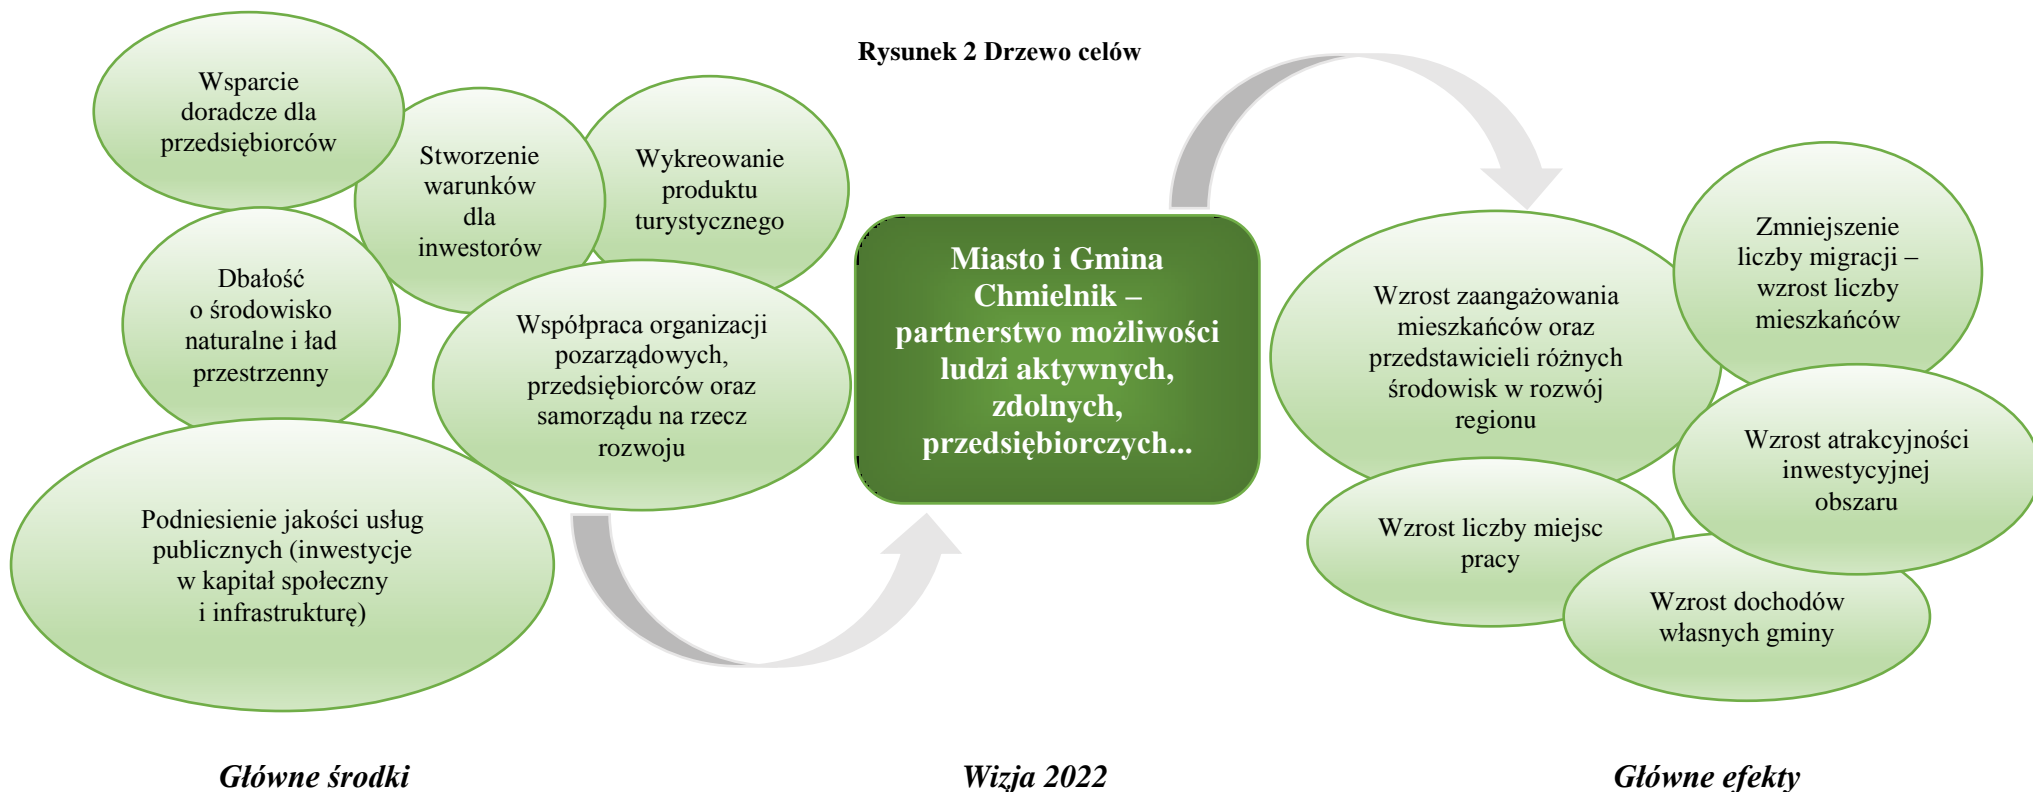 Rysunek 2 Drzewo celów
Wsparcie
doradcze dla
przedsiębiorców
Stworzenie
warunków
dla
inwestorów
Wykreowanie
produktu
turystycznego
Dbałość
o środowisko
naturalne i ład
przestrzenny
Współpraca organizacji
pozarządowych,
przedsiębiorców oraz
samorządu na rzecz
rozwoju
Podniesienie jakości usług
publicznych (inwestycje
w kapitał społeczny
i infrastrukturę)
Miasto i Gmina
Chmielnik –
partnerstwo możliwości
ludzi aktywnych,
zdolnych,
przedsiębiorczych...
Wzrost zaangażowania
mieszkańców oraz
przedstawicieli różnych
środowisk w rozwój
regionu
Zmniejszenie
liczby migracji –
wzrost liczby
mieszkańców
Wzrost atrakcyjności
inwestycyjnej
obszaru
Wzrost liczby miejsc
pracy
Wzrost dochodów
własnych gminy
Główne środki
Wizja 2022
Główne efekty